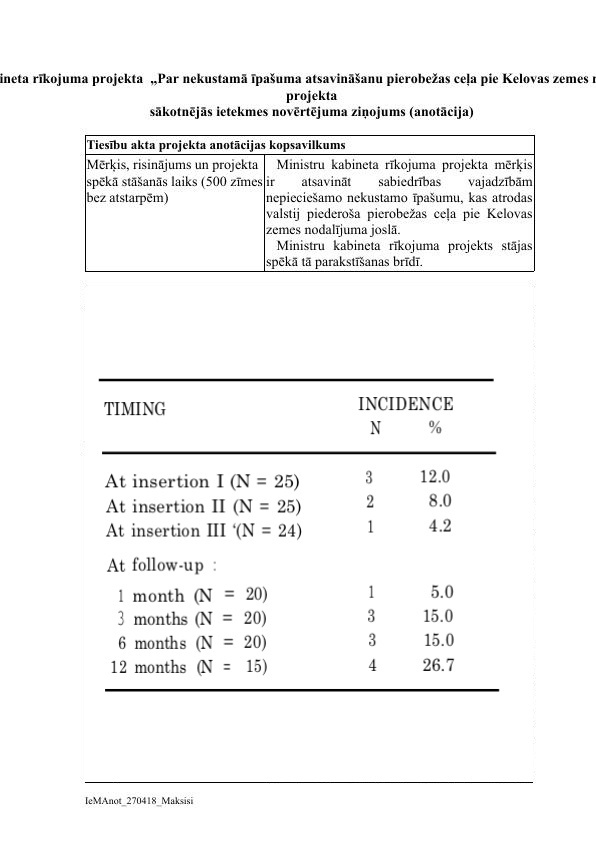 ineta rīkojuma projekta „Par nekustamā īpašuma atsavināšanu pierobežas ceļa pie Kelovas zemes
projekta
sākotnējās ietekmes novērtējuma ziņojums (anotācija)
Tiesību akta projekta anotācijas kopsavilkums
Mērķis, risinājums un projekta
spēkā stāšanās laiks (500 zīmes
bez atstarpēm)
Ministru kabineta rīkojuma projekta mērķis
ir atsavināt sabiedrības vajadzībām
nepieciešamo nekustamo īpašumu, kas atrodas
valstij piederoša pierobežas ceļa pie Kelovas
zemes nodalījuma joslā.
Ministru kabineta rīkojuma projekts stājas
spēkā tā parakstīšanas brīdī.
TIMING INCIDENCE
N %
At insertion I (N = 25) 3 12.0
At insertion II (N = 25) 2 8.0
At insertion III ‘(N = 24) 1 4.2
At follow-up :
1 month (N = 20) 1 5.0
3 months (N = 20) 3 15.0
6 months (N = 20) 3 15.0
12 months (N = 15) 4 26.7
IeMAnot_270418_Maksisi